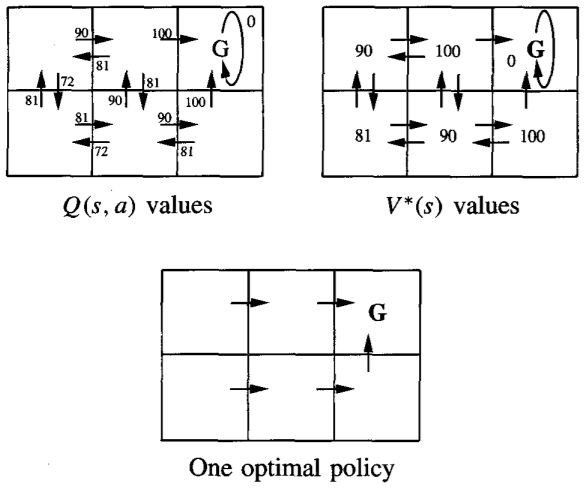 0
90 100 G
81
72 81
81 90 100
81 90
72 81
Q(s, a) values
90 100 0 G
81 90 100
V*(s) values
G
One optimal policy